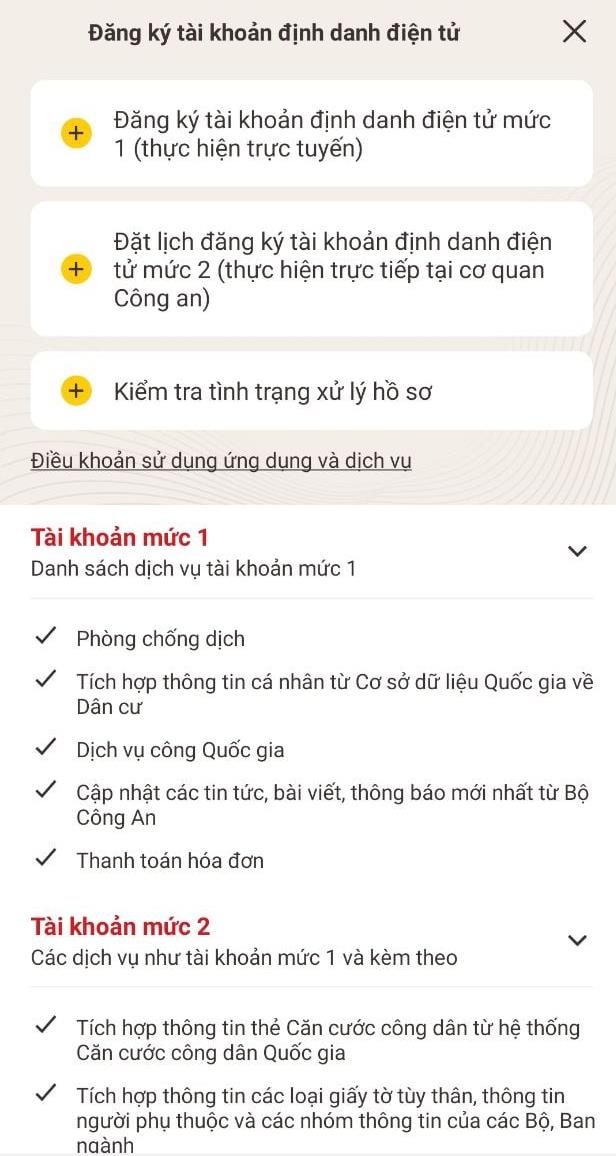 Đăng ký tài khoản định danh điện tử
Đăng ký tài khoản định danh điện tử mức
1 (thực hiện trực tuyến)
Đặt lịch đăng ký tài khoản định danh điện
tử mức 2 (thực hiện trực tiếp tại cơ quan
Công an)
Kiểm tra tình trạng xử lý hồ sơ
Điều khoản sử dụng ứng dụng và dịch vụ
Tài khoản mức 1
Danh sách dịch vụ tài khoản mức 1
Phòng chống dịch
Tích hợp thông tin cá nhân từ Cơ sở dữ liệu Quốc gia về
Dân cư
Dịch vụ công Quốc gia
Cập nhật các tin tức, bài viết, thông báo mới nhất từ Bộ
Công An
Thanh toán hóa đơn
Tài khoản mức 2
Các dịch vụ như tài khoản mức 1 và kèm theo
Tích hợp thông tin thẻ Căn cước công dân từ hệ thống
Căn cước công dân Quốc gia
Tích hợp thông tin các loại giấy tờ tùy thân, thông tin
người phụ thuộc và các nhóm thông tin của các Bộ, Ban
ngành